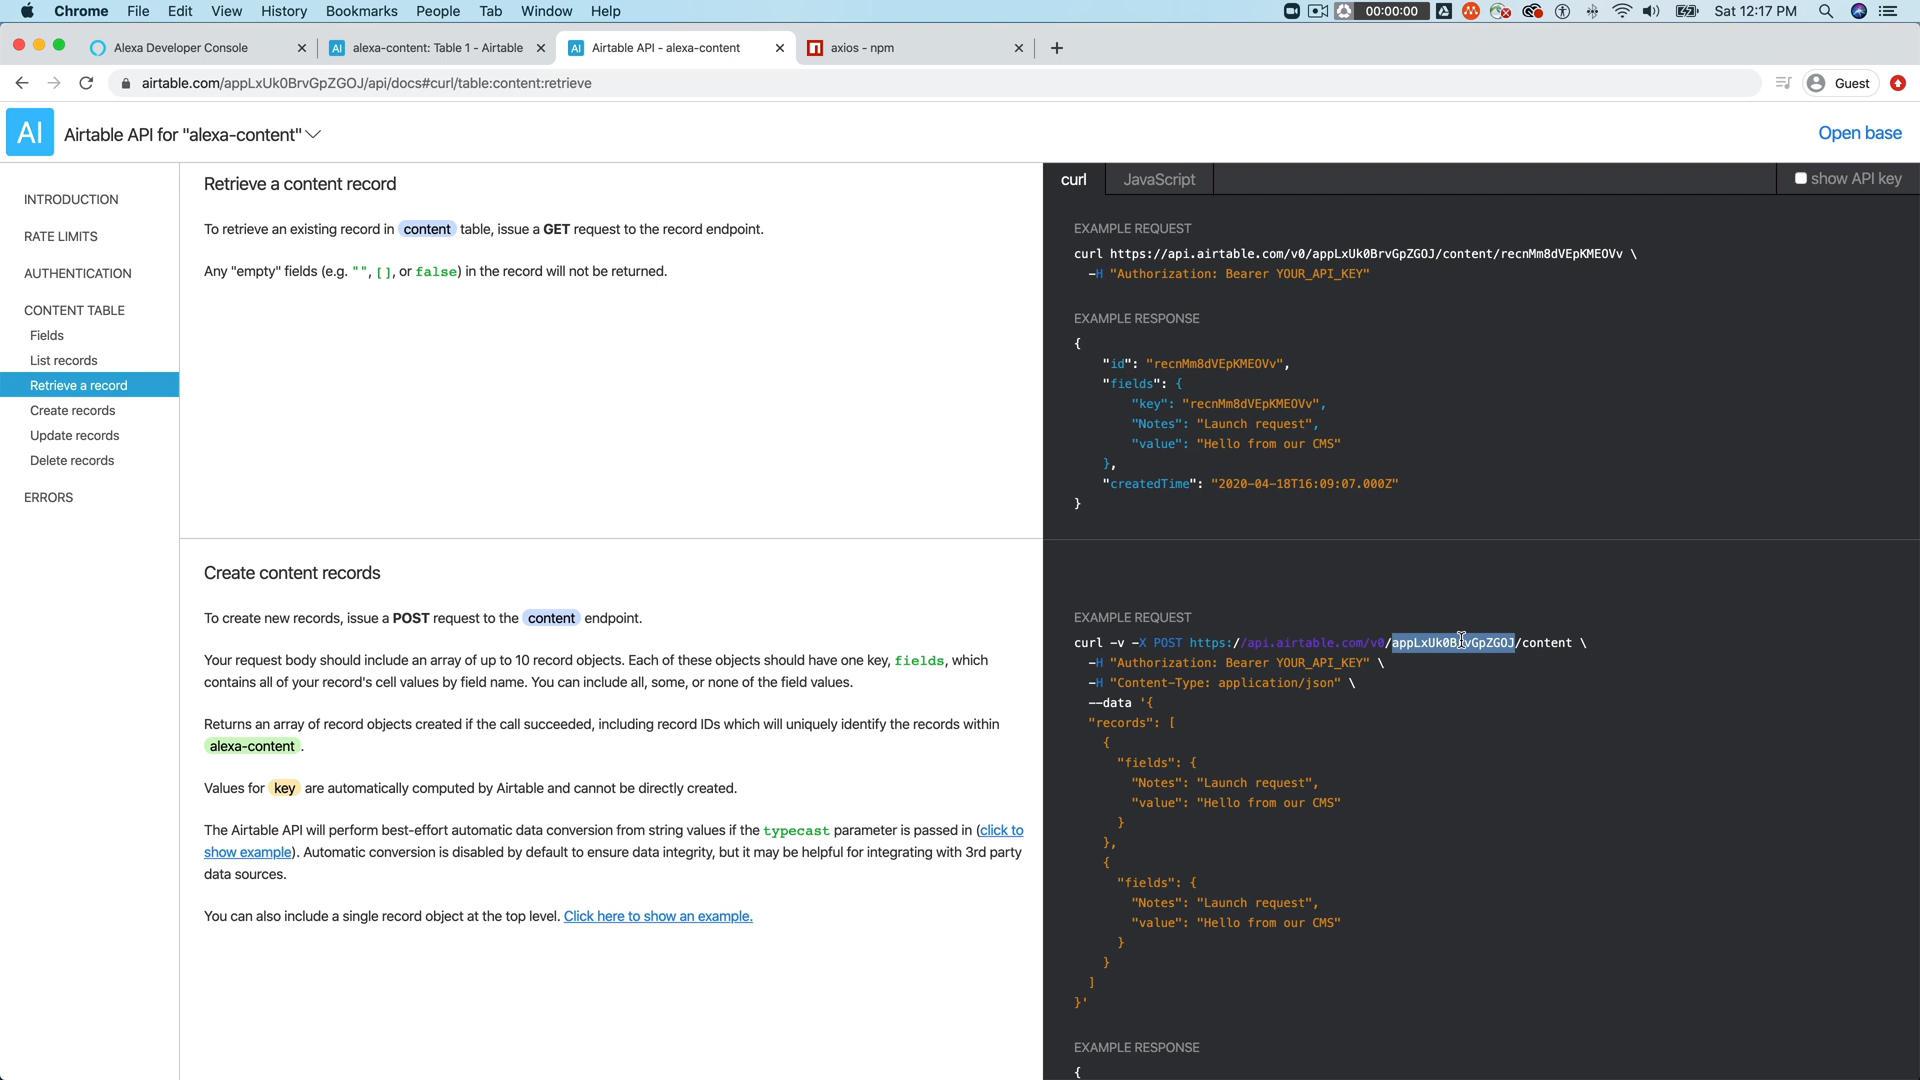 Chrome File Edit View History Bookmarks People Tab Window Help 00:00:00 Sat 12:17 PM
Alexa Developer Console alexa-content: Table 1 - Airtable Airtable API - alexa-content axios - npm
airtable.com/appLxUk0BrvGpZGOJ/api/docs#curl/table:content:retrieve Guest
AI Airtable API for "alexa-content" Open base
INTRODUCTION
RATE LIMITS
AUTHENTICATION
CONTENT TABLE
Fields
List records
Retrieve a record
Create records
Update records
Delete records
ERRORS
Retrieve a content record
To retrieve an existing record in content table, issue a GET request to the record endpoint.
Any "empty" fields (e.g. "", [], or false) in the record will not be returned.
Create content records
To create new records, issue a POST request to the content endpoint.
Your request body should include an array of up to 10 record objects. Each of these objects should have one key, fields, which
contains all of your record's cell values by field name. You can include all, some, or none of the field values.
Returns an array of record objects created if the call succeeded, including record IDs which will uniquely identify the records within
alexa-content.
Values for key are automatically computed by Airtable and cannot be directly created.
The Airtable API will perform best-effort automatic data conversion from string values if the typecast parameter is passed in (click to
show example). Automatic conversion is disabled by default to ensure data integrity, but it may be helpful for integrating with 3rd party
data sources.
You can also include a single record object at the top level. Click here to show an example.
curl JavaScript show API key
EXAMPLE REQUEST
curl https://api.airtable.com/v0/appLxUk0BrvGpZGOJ/content/recnMm8dVEpKMEOVv \
-H "Authorization: Bearer YOUR_API_KEY"
EXAMPLE RESPONSE
{
"id": "recnMm8dVEpKMEOVv",
"fields": {
"key": "recnMm8dVEpKMEOVv",
"Notes": "Launch request",
"value": "Hello from our CMS"
},
"createdTime": "2020-04-18T16:09:07.000Z"
}
EXAMPLE REQUEST
curl -v -X POST https://api.airtable.com/v0/appLxUk0BrvGpZGOJ/content \
-H "Authorization: Bearer YOUR_API_KEY" \
-H "Content-Type: application/json" \
--data '{
"records": [
{
"fields": {
"Notes": "Launch request",
"value": "Hello from our CMS"
}
},
{
"fields": {
"Notes": "Launch request",
"value": "Hello from our CMS"
}
}
]
}'
EXAMPLE RESPONSE
{